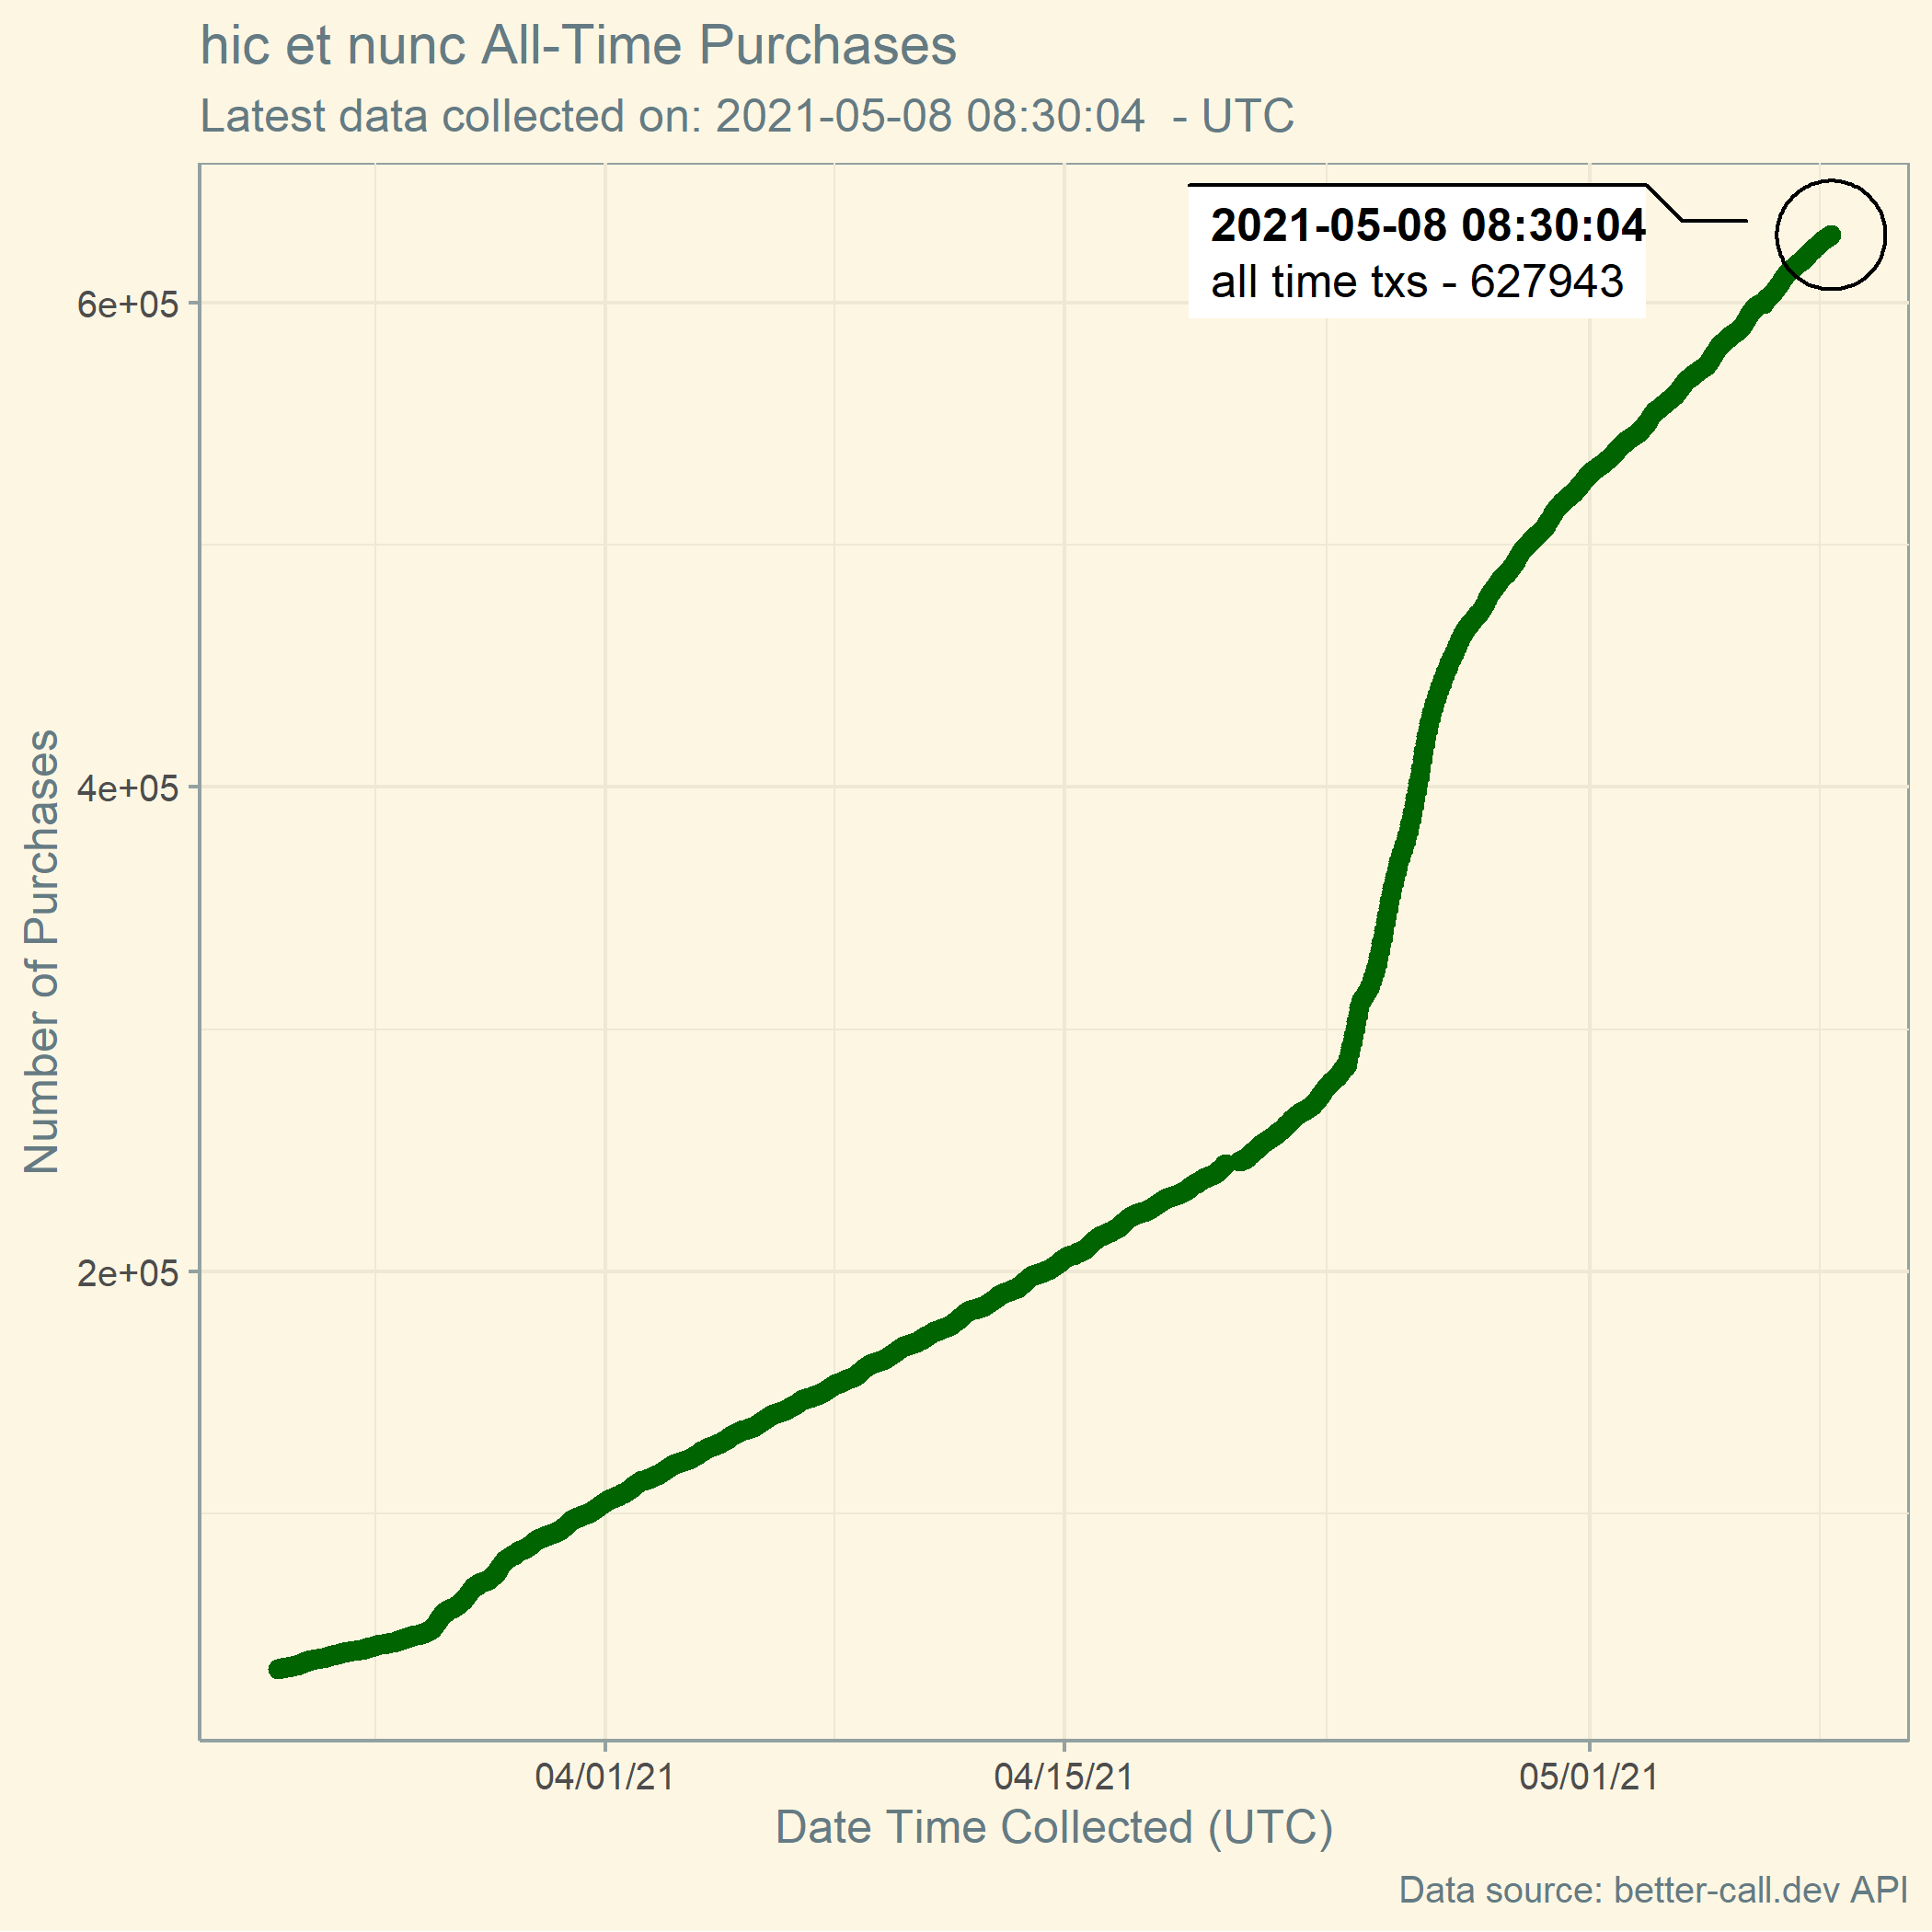 hic et nunc All-Time Purchases
Latest data collected on: 2021-05-08 08:30:04  - UTC
2021-05-08 08:30:04
all time txs - 627943
Number of Purchases
6e+05
4e+05
2e+05
04/01/21
04/15/21
05/01/21
Date Time Collected (UTC)
Data source: better-call.dev API